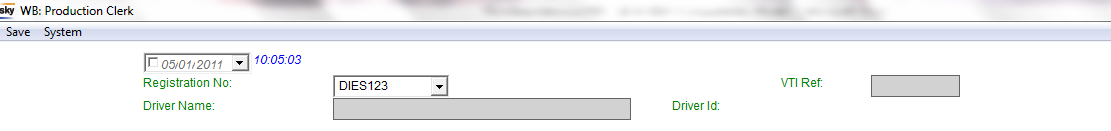 sky WB: Production Clerk
Save System
05/01/2011 10:05:03
Registration No: DIES123 VTI Ref:
Driver Name: Driver Id: